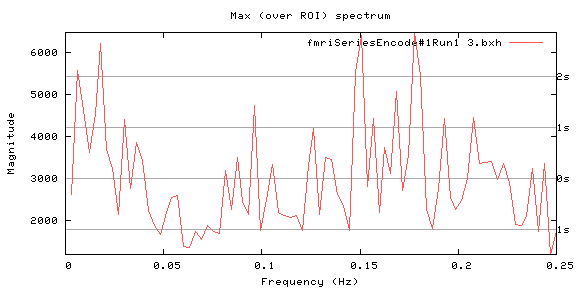 Max (over ROI) spectrum
fmriSeriesEncode#1Run1 3.bxh
6000
5000
4000
3000
2000
2s
1s
0s
1s
Magnitude
0
0.05
0.1
0.15
0.2
0.25
Frequency (Hz)